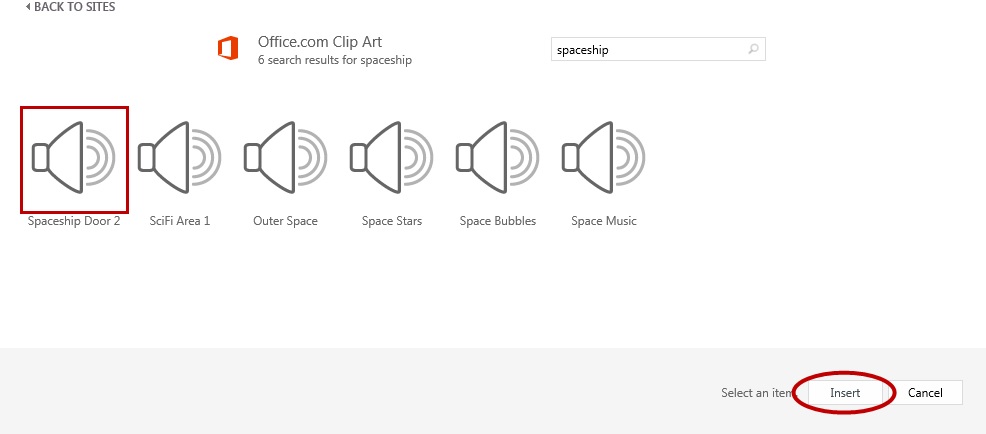 BACK TO SITES
Office.com Clip Art
6 search results for spaceship
spaceship
Spaceship Door 2
SciFi Area 1
Outer Space
Space Stars
Space Bubbles
Space Music
Select an item
Insert
Cancel